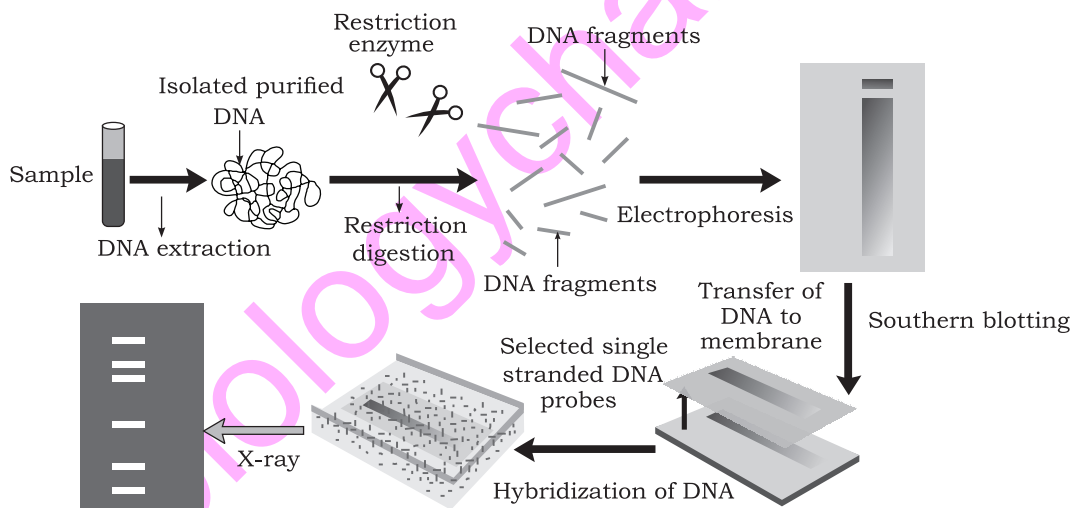 Restriction
enzyme
DNA fragments
Isolated purified
DNA
Sample
DNA extraction
Restriction
digestion
Electrophoresis
DNA fragments
Transfer of
DNA to
membrane
Southern blotting
Selected single
stranded DNA
probes
X-ray
Hybridization of DNA
ologycha